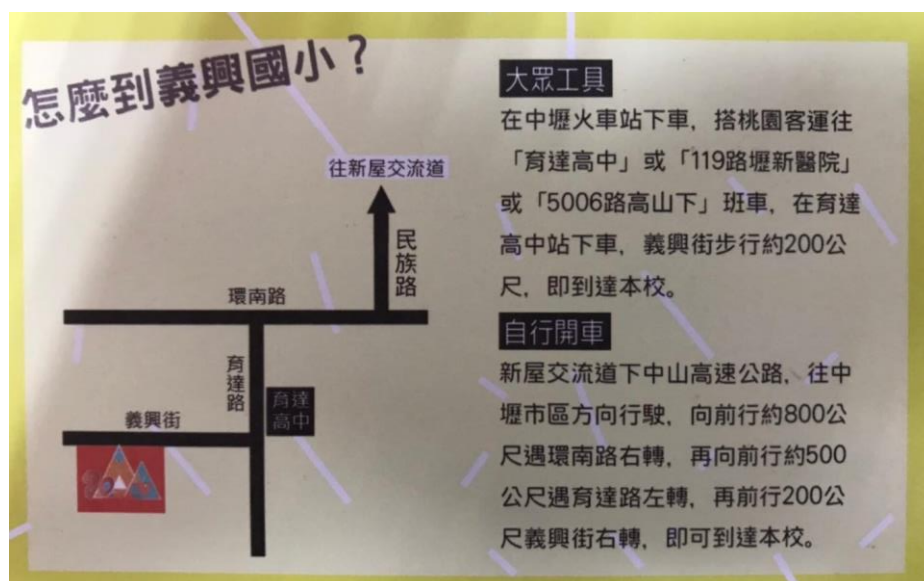 怎麼到義興國小？
往新屋交流道
民族路
環南路
育達路
育達
高中
義興街
大眾工具
在中壢火車站下車，搭桃園客運往
「育達高中」或「119路壢新醫院」
或「5006路高山下」班車，在育達
高中站下車，義興街步行約200公
尺，即到達本校。
自行開車
新屋交流道下中山高速公路，往中
壢市區方向行駛，向前行約800公
尺遇環南路右轉，再向前行約500
公尺遇育達路左轉，再前行200公
尺義興街右轉，即可到達本校。